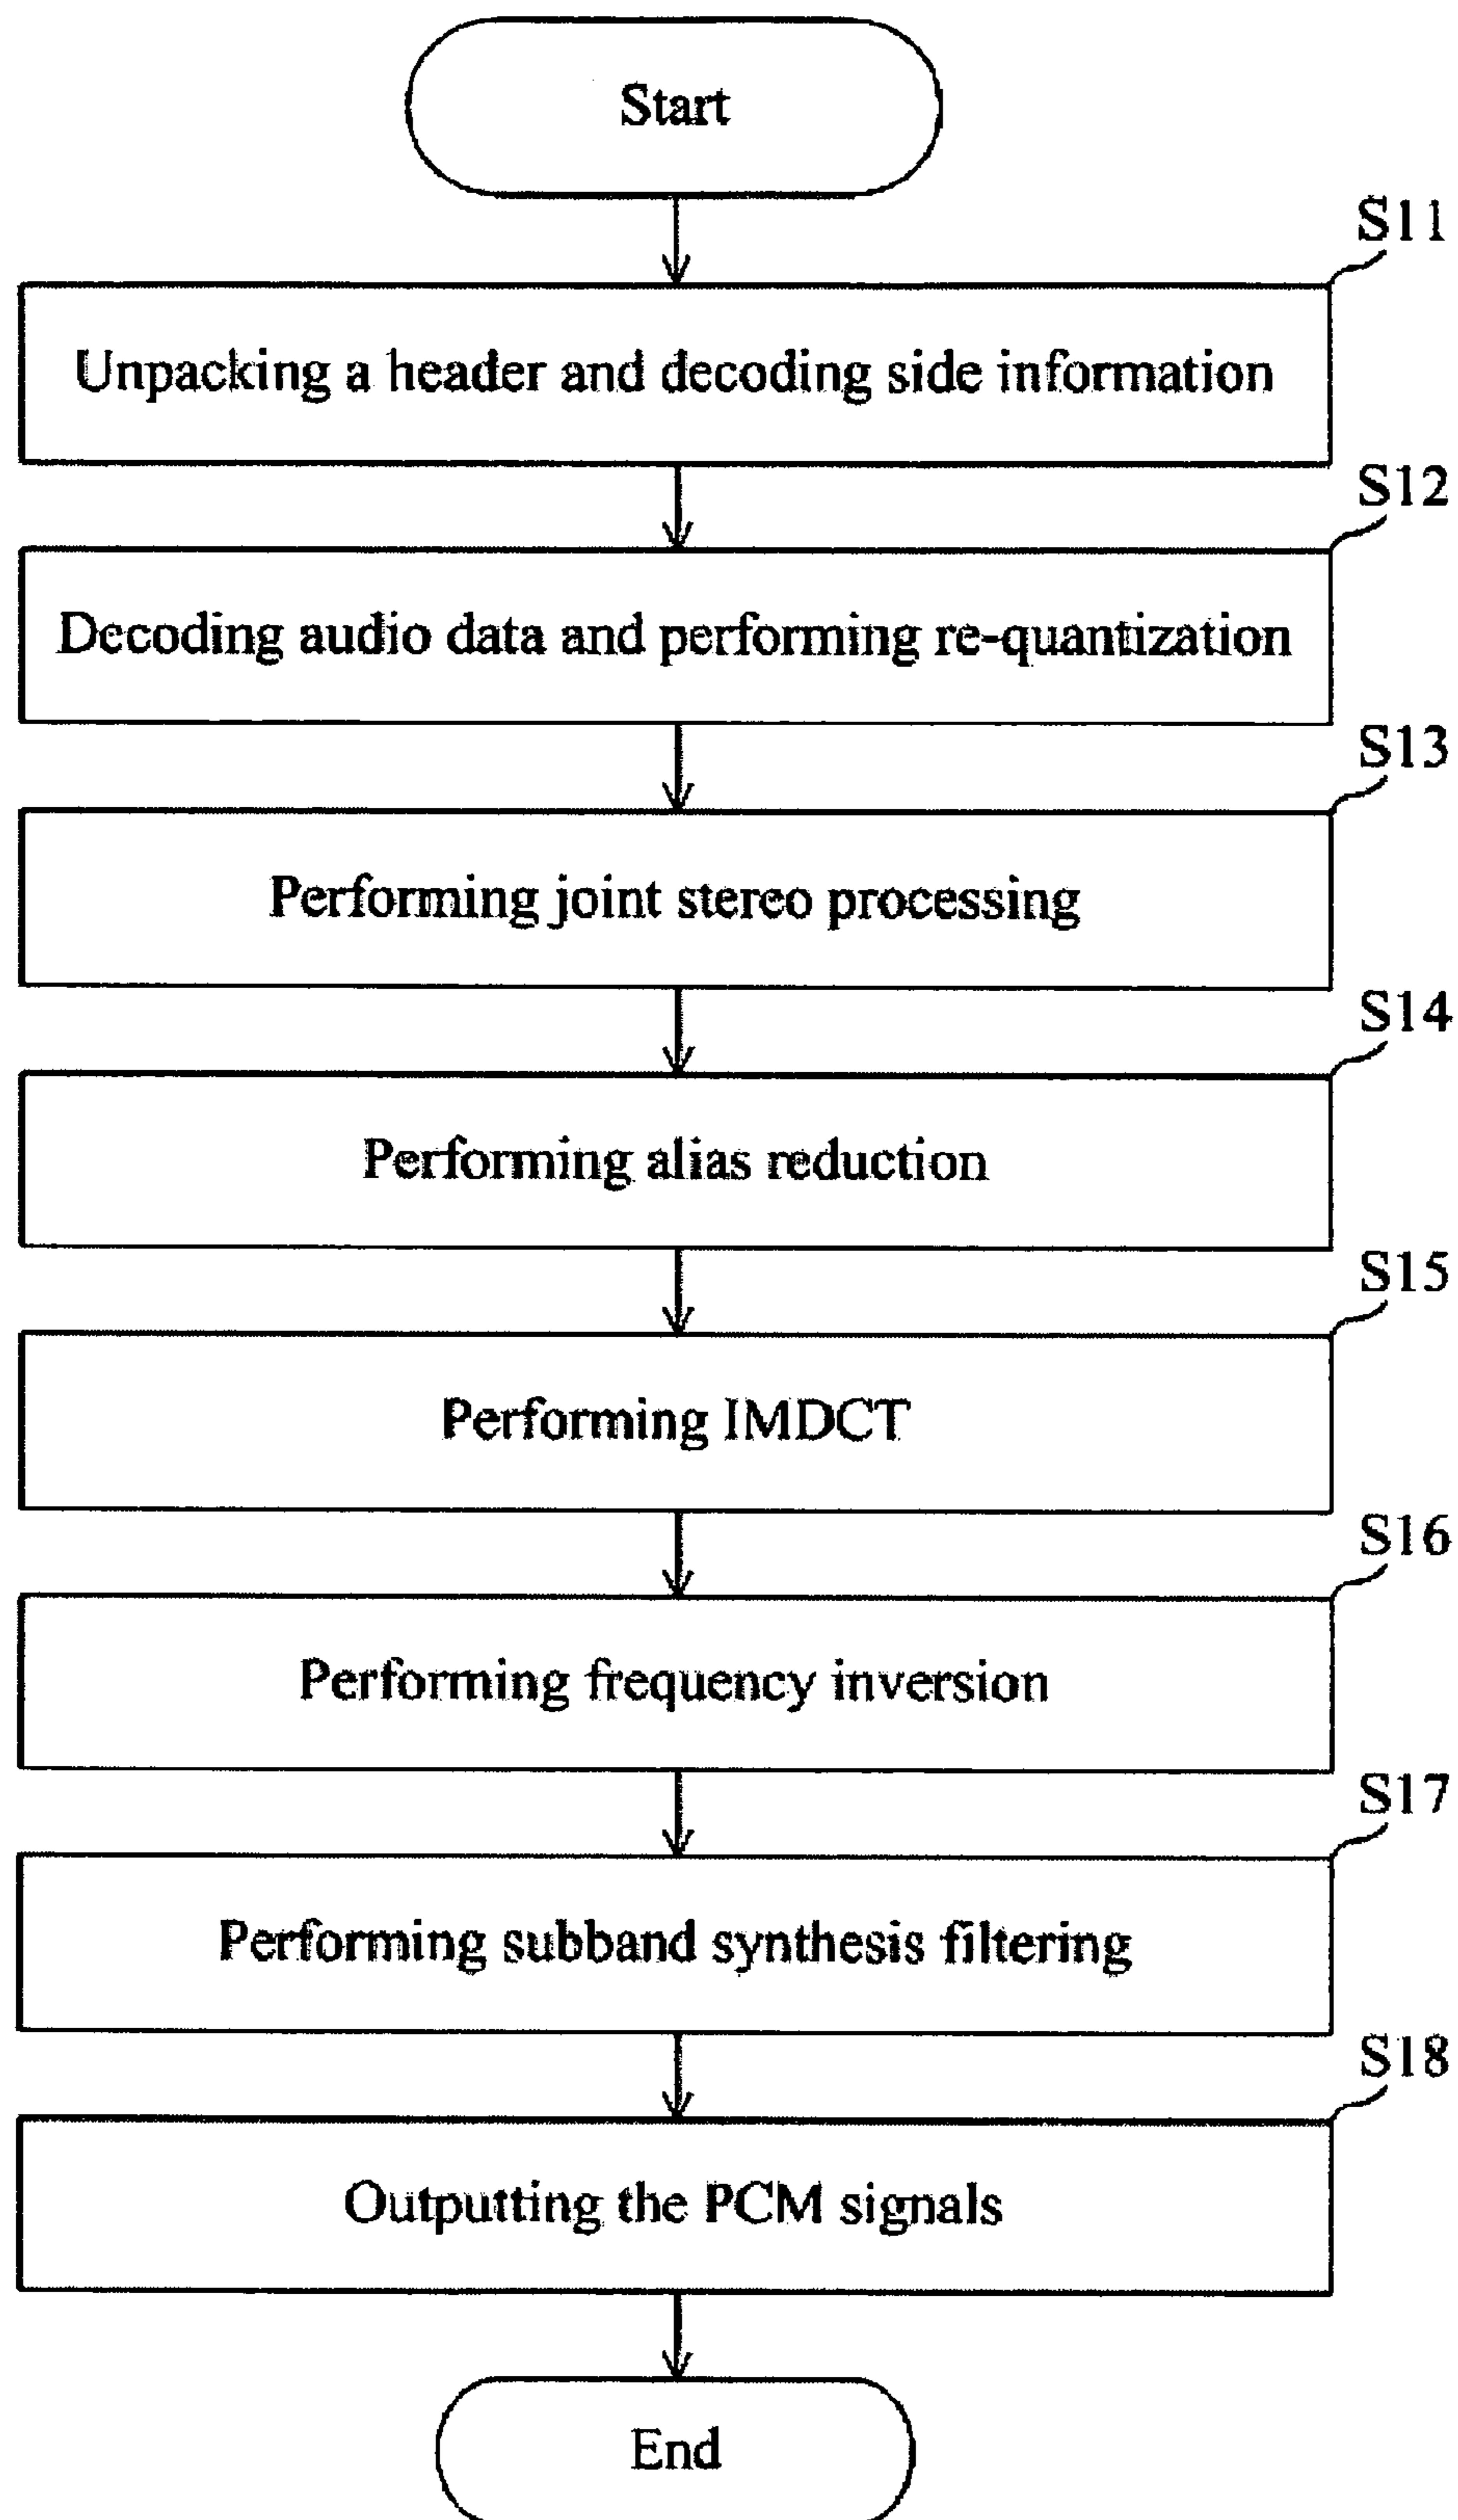 Start
S11
Unpacking a header and decoding side information
S12
Decoding audio data and performing re-quantization
S13
Performing joint stereo processing
S14
Performing alias reduction
S15
Performing IMDCT
S16
Performing frequency inversion
S17
Performing subband synthesis filtering
S18
Outputting the PCM signals
End